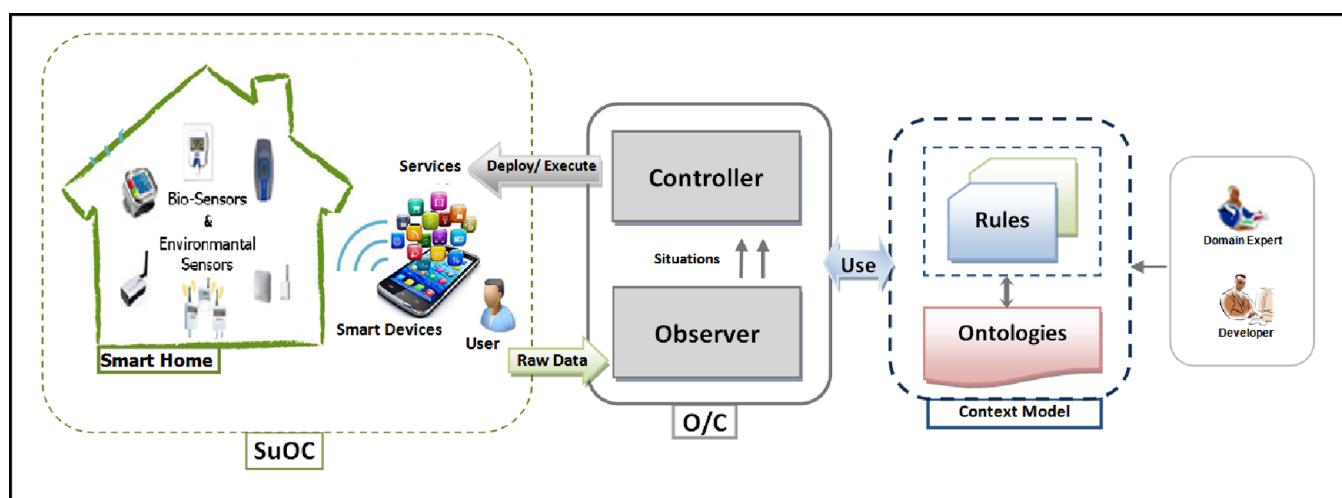 Bio-Sensors
&
Environmantal
Sensors
Smart Home
Services
Smart Devices
User
SuOC
Deploy/ Execute
Raw Data
Controller
Situations
Observer
O/C
Use
Rules
Ontologies
Context Model
Domain Expert
Developer